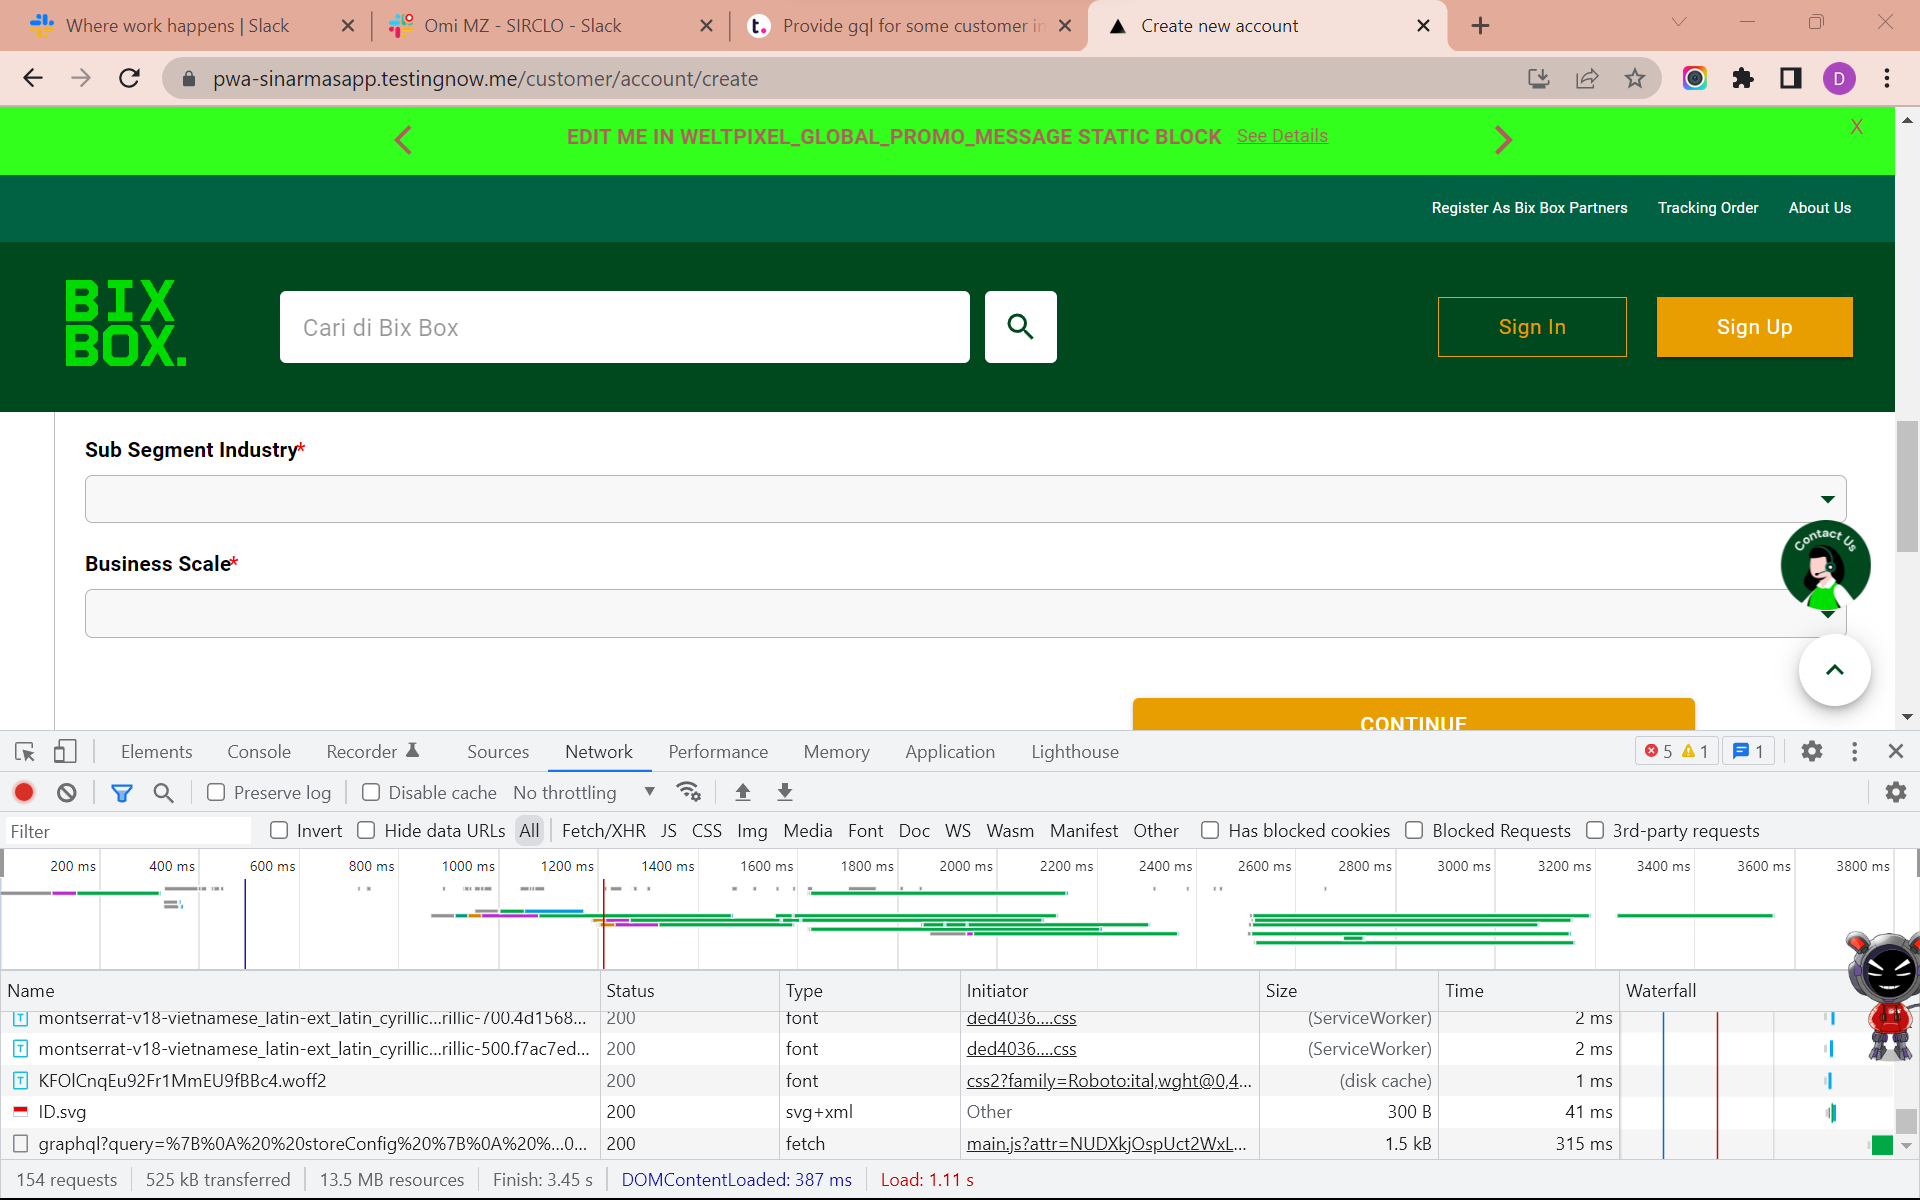 Where work happens | Slack
Omi MZ - SIRCLO - Slack
Provide gql for some customer in
Create new account
pwa-sinarmasapp.testingnow.me/customer/account/create
D
EDIT ME IN WELTPIXEL_GLOBAL_PROMO_MESSAGE STATIC BLOCK See Details
X
Register As Bix Box Partners Tracking Order About Us
BIX
BOX.
Cari di Bix Box
Sign In
Sign Up
Sub Segment Industry*
Contact Us
Business Scale*
CONTINUE
Elements Console Recorder Sources Network Performance Memory Application Lighthouse 5 1 1
Preserve log Disable cache No throttling
Filter Invert Hide data URLs All Fetch/XHR JS CSS Img Media Font Doc WS Wasm Manifest Other Has blocked cookies Blocked Requests 3rd-party requests
200 ms 400 ms 600 ms 800 ms 1000 ms 1200 ms 1400 ms 1600 ms 1800 ms 2000 ms 2200 ms 2400 ms 2600 ms 2800 ms 3000 ms 3200 ms 3400 ms 3600 ms 3800 ms
Name Status Type Initiator Size Time Waterfall
montserrat-v18-vietnamese_latin-ext_latin_cyrillic...rillic-700.4d1568... 200 font ded4036....css (ServiceWorker) 2 ms
montserrat-v18-vietnamese_latin-ext_latin_cyrillic...rillic-500.f7ac7ed... 200 font ded4036....css (ServiceWorker) 2 ms
KFOlCnqEu92Fr1MmEU9fBBc4.woff2 200 font css2?family=Roboto:ital,wght@0,4... (disk cache) 1 ms
ID.svg 200 svg+xml Other 300 B 41 ms
graphql?query=%7B%0A%20%20storeConfig%20%7B%0A%20%...0... 200 fetch main.js?attr=NUDXkjOspUct2WxL... 1.5 kB 315 ms
154 requests 525 kB transferred 13.5 MB resources Finish: 3.45 s DOMContentLoaded: 387 ms Load: 1.11 s